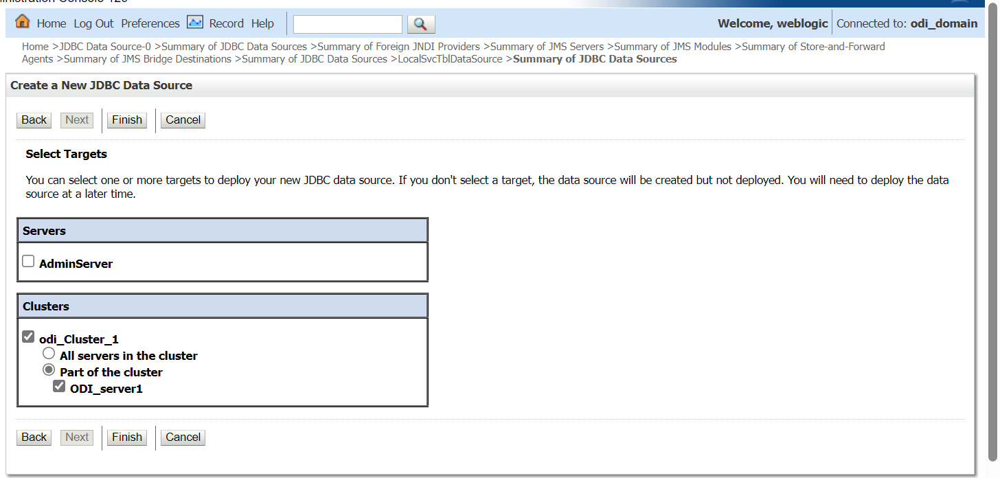 Home Log Out Preferences Record Help Welcome, weblogic Connected to: odi_domain
Home >JDBC Data Source-0 >Summary of JDBC Data Sources >Summary of Foreign JNDI Providers >Summary of JMS Servers >Summary of JMS Modules >Summary of Store-and-Forward
Agents >Summary of JMS Bridge Destinations >Summary of JDBC Data Sources >LocalSvcTblDataSource >Summary of JDBC Data Sources
Create a New JDBC Data Source
Back Next Finish Cancel
Select Targets
You can select one or more targets to deploy your new JDBC data source. If you don't select a target, the data source will be created but not deployed. You will need to deploy the data
source at a later time.
Servers
AdminServer
Clusters
odi_Cluster_1
All servers in the cluster
Part of the cluster
ODI_server1
Back Next Finish Cancel